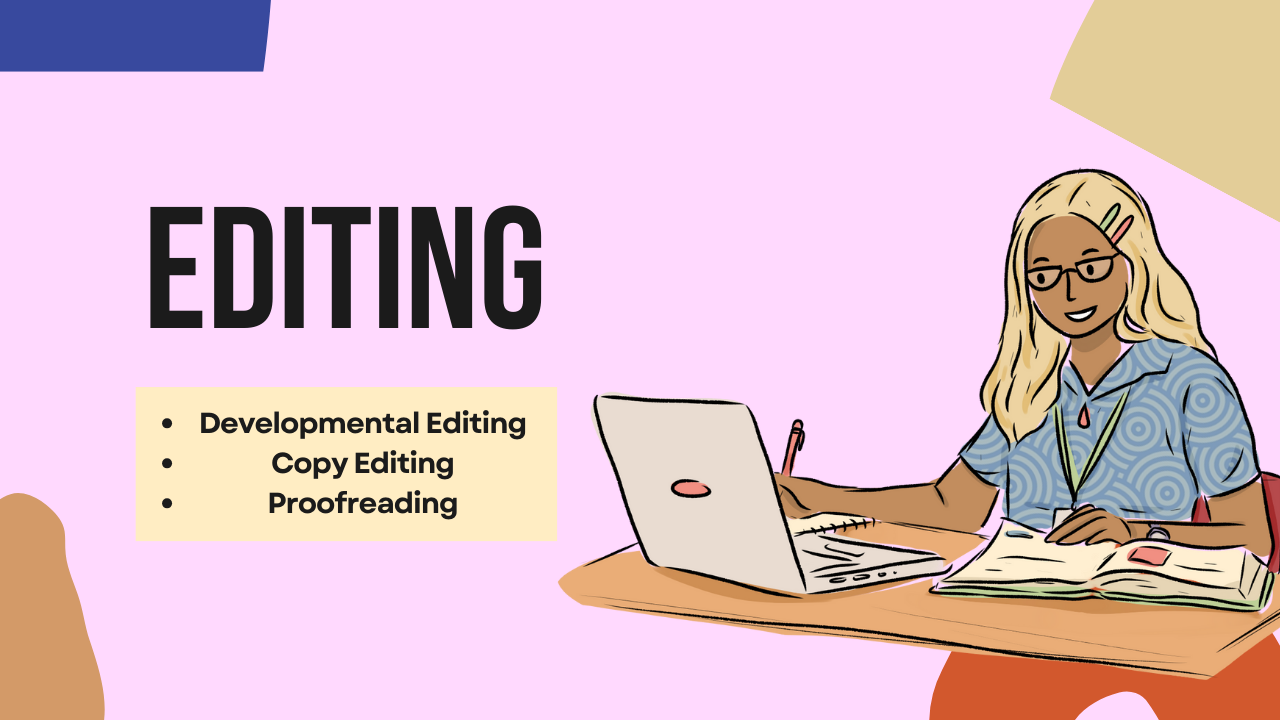 EDITING
• Developmental Editing
• Copy Editing
• Proofreading